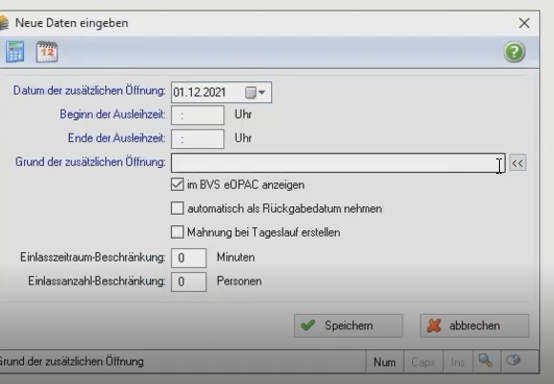 Neue Daten eingeben
12
Datum der zusätzlichen Öffnung: 01.12.2021
Beginn der Ausleihzeit: : Uhr
Ende der Ausleihzeit: : Uhr
Grund der zusätzlichen Öffnung: <<
im BVS eOPAC anzeigen
automatisch als Rückgabedatum nehmen
Mahnung bei Tageslauf erstellen
Einlasszeitraum-Beschränkung: 0 Minuten
Einlassanzahl-Beschränkung: 0 Personen
Speichern abbrechen
Grund der zusätzlichen Öffnung Num Caps Ins